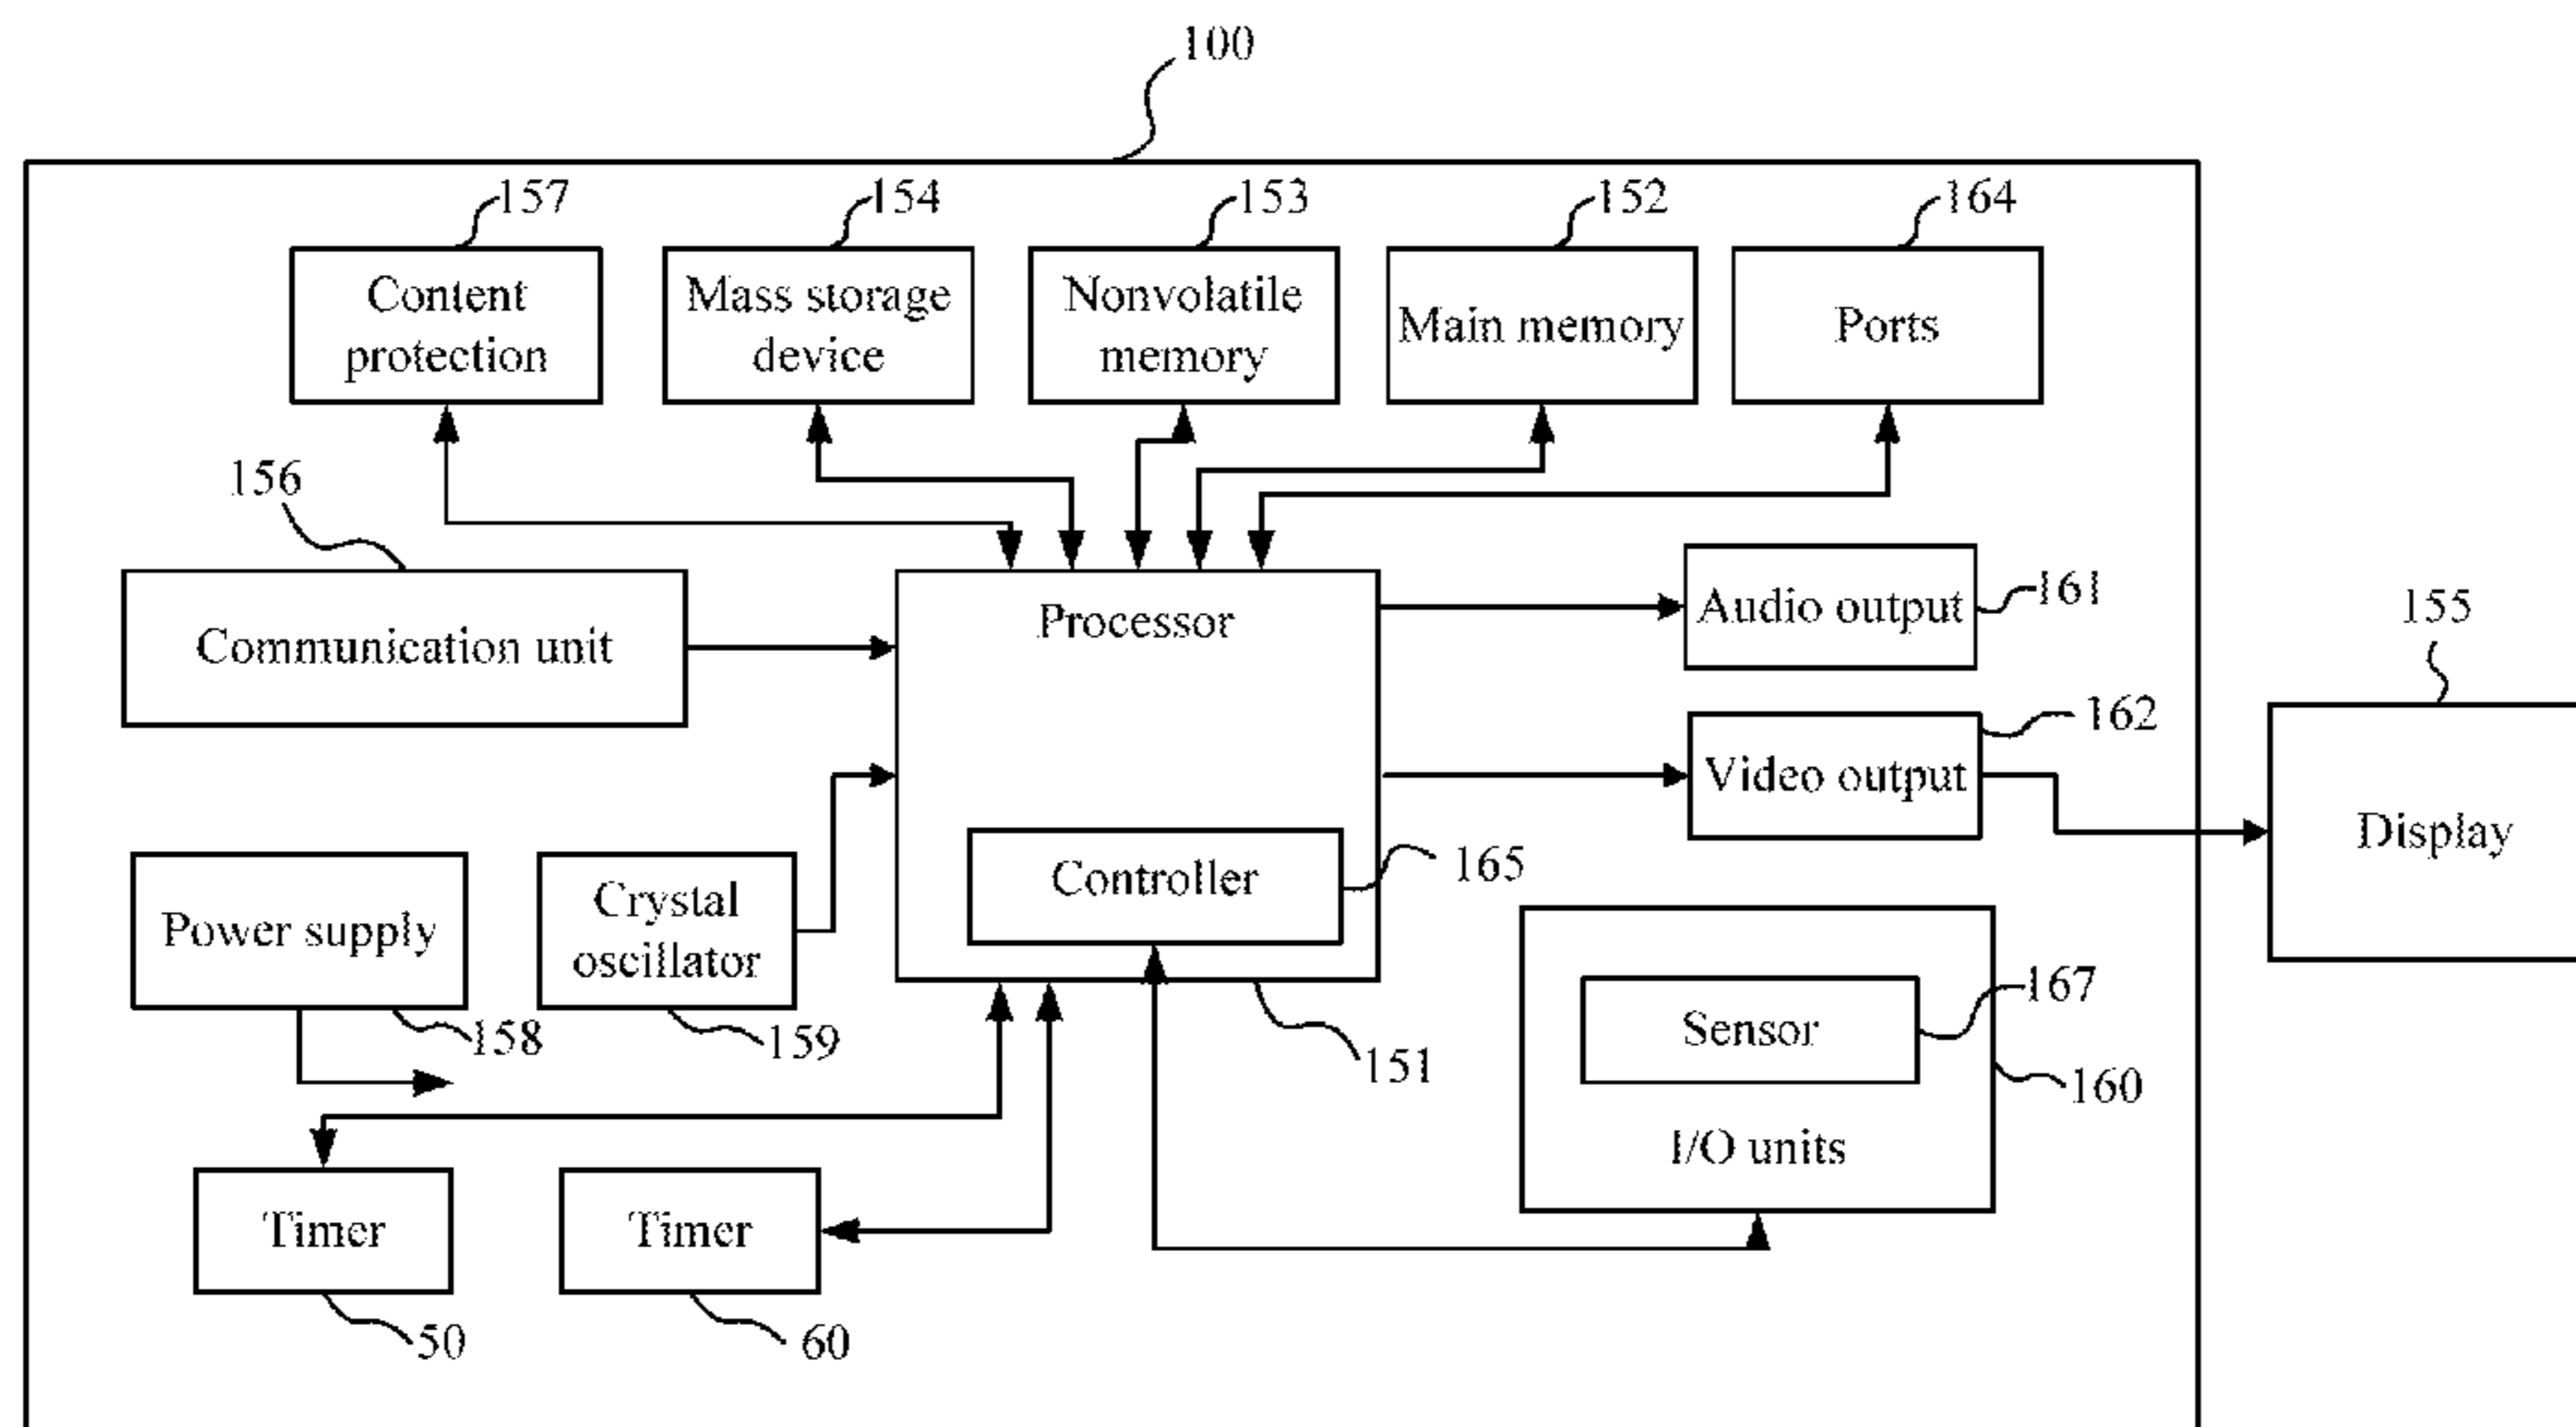 100
157
154
153
152
164
Content
protection
Mass storage
device
Nonvolatile
memory
Main memory
Ports
156
Communication unit
Processor
Audio output
161
155
162
Video output
Display
Controller
165
Power supply
158
Crystal
oscillator
159
151
Sensor
167
160
I/O units
Timer
50
Timer
60